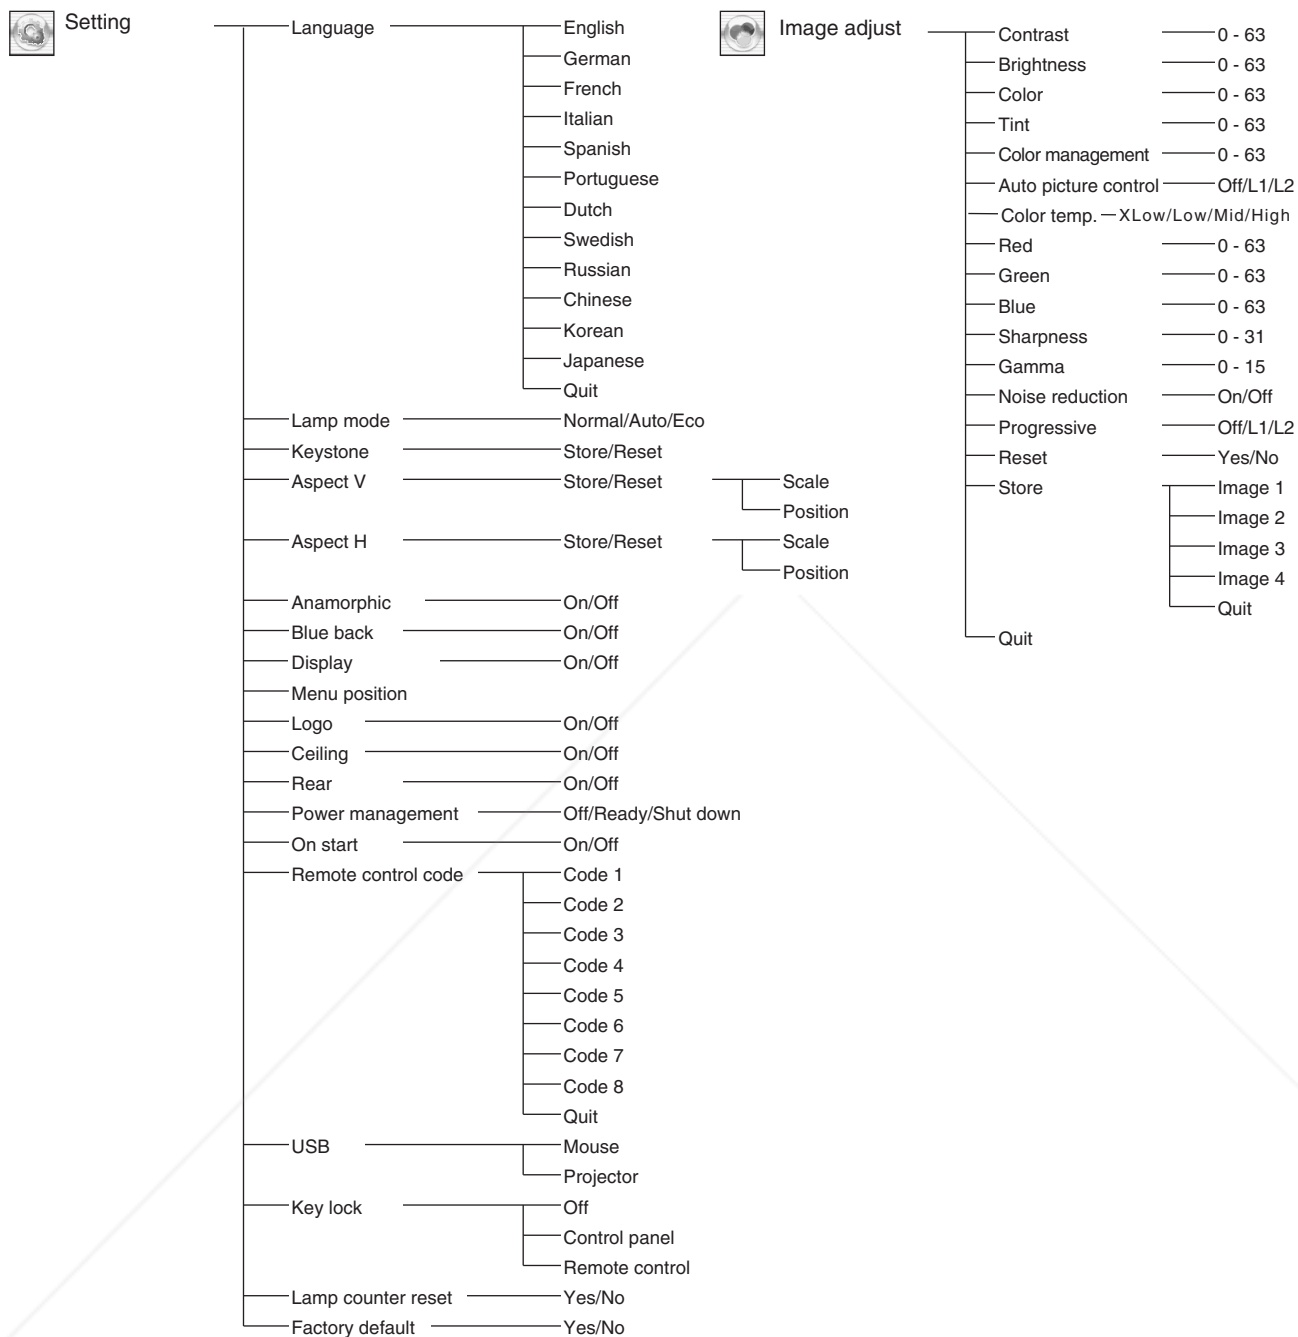 Setting
Language
English
German
French
Italian
Spanish
Portuguese
Dutch
Swedish
Russian
Chinese
Korean
Japanese
Quit
Lamp mode Normal/Auto/Eco
Keystone Store/Reset
Aspect V Store/Reset Scale
Position
Aspect H Store/Reset Scale
Position
Anamorphic On/Off
Blue back On/Off
Display On/Off
Menu position
Logo On/Off
Ceiling On/Off
Rear On/Off
Power management Off/Ready/Shut down
On start On/Off
Remote control code Code 1
Code 2
Code 3
Code 4
Code 5
Code 6
Code 7
Code 8
Quit
USB Mouse
Projector
Key lock Off
Control panel
Remote control
Lamp counter reset Yes/No
Factory default Yes/No
Image adjust
Contrast 0 - 63
Brightness 0 - 63
Color 0 - 63
Tint 0 - 63
Color management 0 - 63
Auto picture control Off/L1/L2
Color temp. XLow/Low/Mid/High
Red 0 - 63
Green 0 - 63
Blue 0 - 63
Sharpness 0 - 31
Gamma 0 - 15
Noise reduction On/Off
Progressive Off/L1/L2
Reset Yes/No
Store Image 1
Image 2
Image 3
Image 4
Quit
Quit